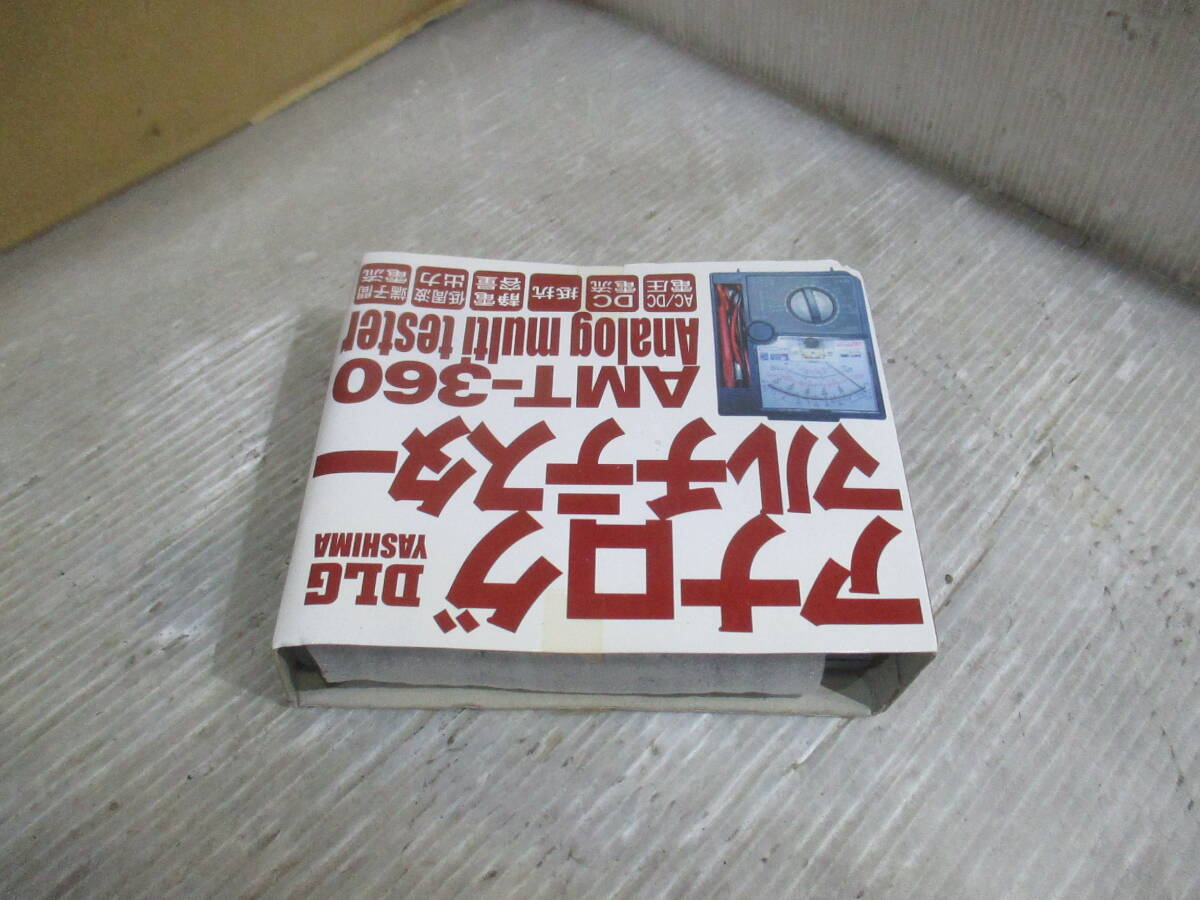 DLG
YASHIMA
アナログ
マルチテスター
AMT-360
Analog multi tester
AC/DC
電圧
DC
電流
抵抗
静電
容量
低周波
出力
端子間
電流